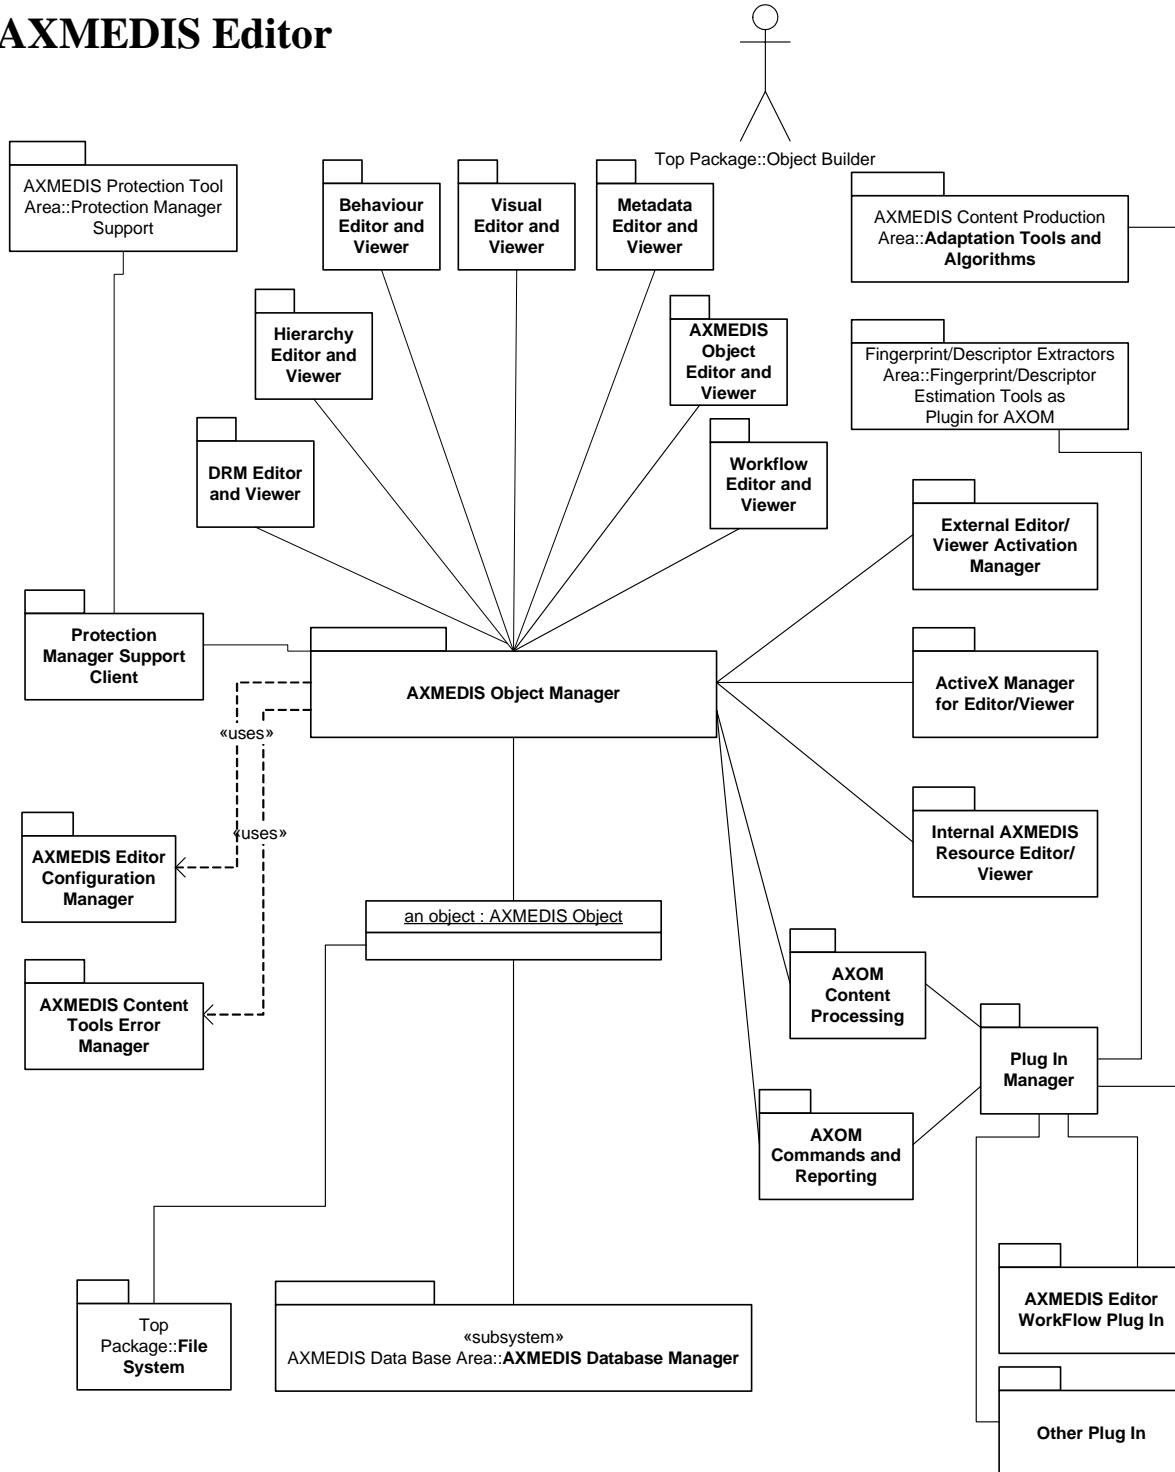 AXMEDIS Editor
Top Package::Object Builder
AXMEDIS Protection Tool
Area::Protection Manager
Support
Behaviour
Editor and
Viewer
Visual
Editor and
Viewer
Metadata
Editor and
Viewer
AXMEDIS Content Production
Area::Adaptation Tools and
Algorithms
Hierarchy
Editor and
Viewer
AXMEDIS
Object
Editor and
Viewer
Fingerprint/Descriptor Extractors
Area::Fingerprint/Descriptor
Estimation Tools as
Plugin for AXOM
DRM Editor
and Viewer
Workflow
Editor and
Viewer
External Editor/
Viewer Activation
Manager
Protection
Manager Support
Client
AXMEDIS Object Manager
ActiveX Manager
for Editor/Viewer
«uses»
«uses»
Internal AXMEDIS
Resource Editor/
Viewer
AXMEDIS Editor
Configuration
Manager
an object : AXMEDIS Object
AXMEDIS Content
Tools Error
Manager
AXOM
Content
Processing
Plug In
Manager
AXOM
Commands and
Reporting
AXMEDIS Editor
WorkFlow Plug In
Top
Package::File
System
«subsystem»
AXMEDIS Data Base Area::AXMEDIS Database Manager
Other Plug In